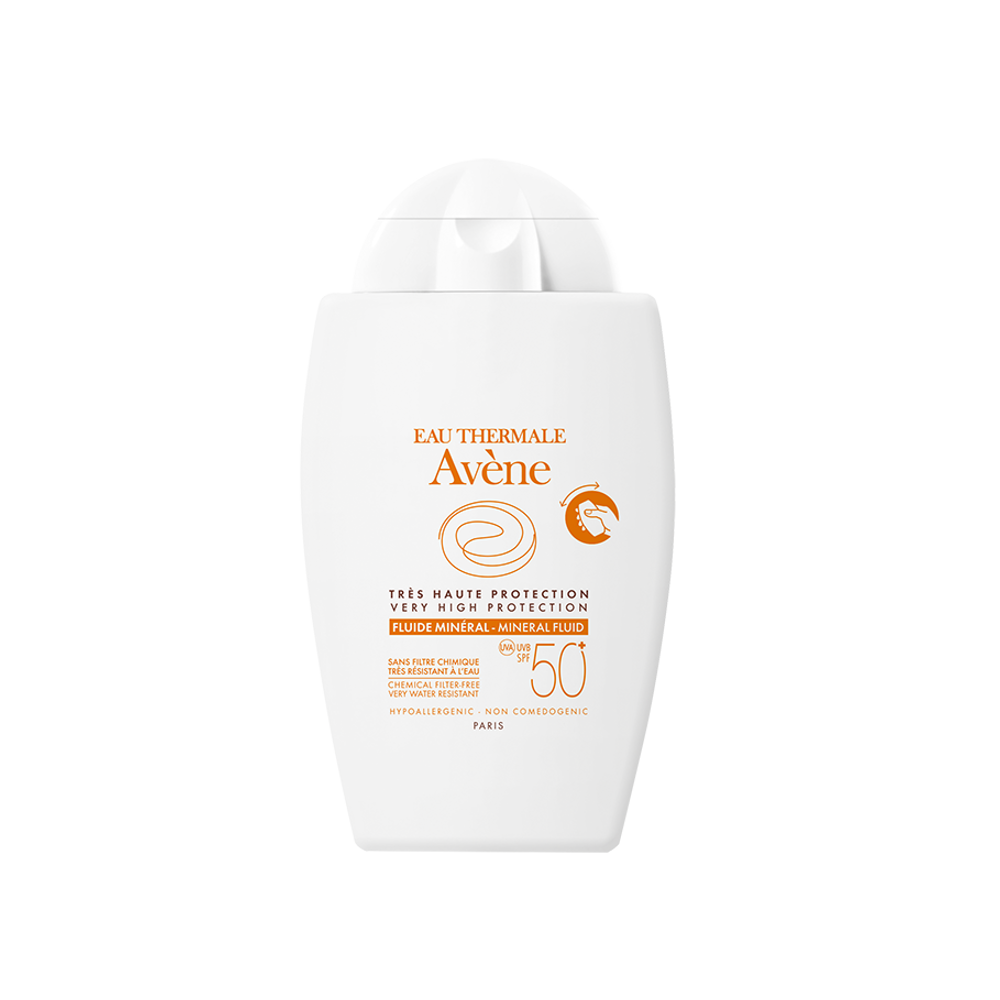 EAU THERMALE
Avène
TRÈS HAUTE PROTECTION
VERY HIGH PROTECTION
FLUIDE MINÉRAL - MINERAL FLUID
SANS FILTRE CHIMIQUE
TRÈS RÉSISTANT À L'EAU
CHEMICAL FILTER-FREE
VERY WATER RESISTANT
UVA UVB
SPF 50+
HYPOALLERGENIC - NON COMEDOGENIC
PARIS